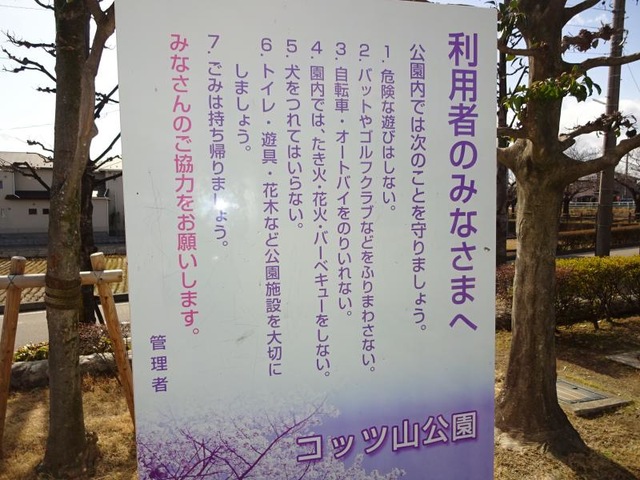 利用者のみなさまへ
公園内では次のことを守りましょう。
1 危険な遊びはしない。
2 バットやゴルフクラブなどをふりまわさない。
3 自転車・オートバイをのりいれない。
4 園内では、たき火・花火・バーベキューをしない。
5 犬をつれてはいらない。
6 トイレ・遊具・花木など公園施設を大切に
しましょう。
7 ごみは持ち帰りましょう。
みなさんのご協力をお願いします。
管理者
コッツ山公園